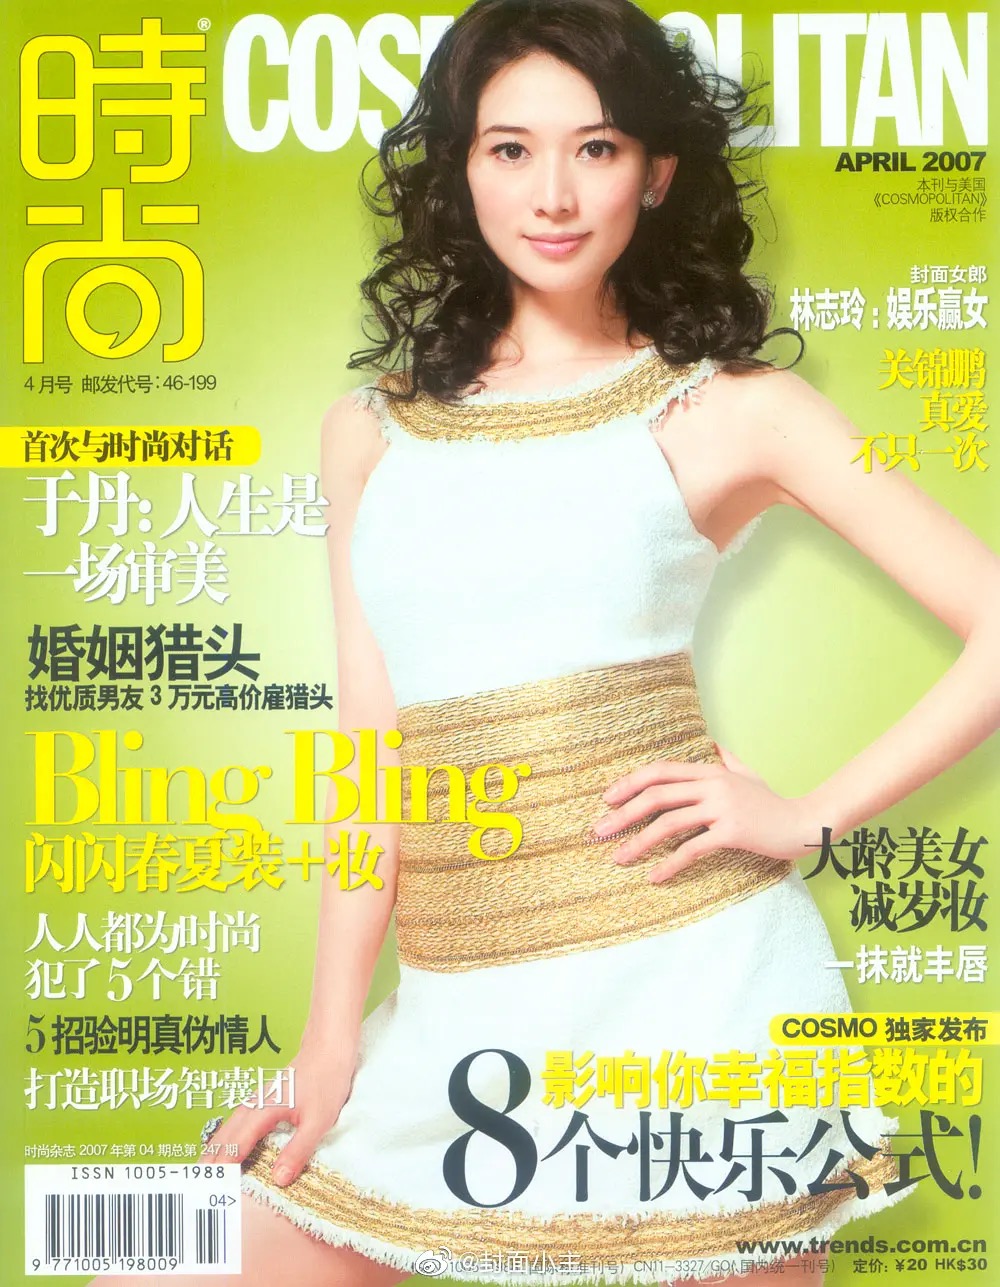 時尚®
COSMOPOLITAN
APRIL 2007
本刊与美国
《COSMOPOLITAN》
版权合作
4月号 邮发代号:46-199
封面女郎
林志玲:娱乐赢女
关锦鹏
真爱
不只一次
首次与时尚对话
于丹:人生是
一场审美
婚姻猎头
找优质男友3万元高价雇猎头
Bling Bling
闪闪春夏装+妆
人人都为时尚
犯了5个错
5招验明真伪情人
打造职场智囊团
大龄美女
减岁妆
一抹就丰唇
COSMO 独家发布
影响你幸福指数的
8个快乐公式!
时尚杂志 2007年第04期总第247期
ISSN 1005-1988
04>
9 771005 198009
www.trends.com.cn
CN11-3327/GO(国内统一刊号) 定价:¥20 HK$30
@封面小主